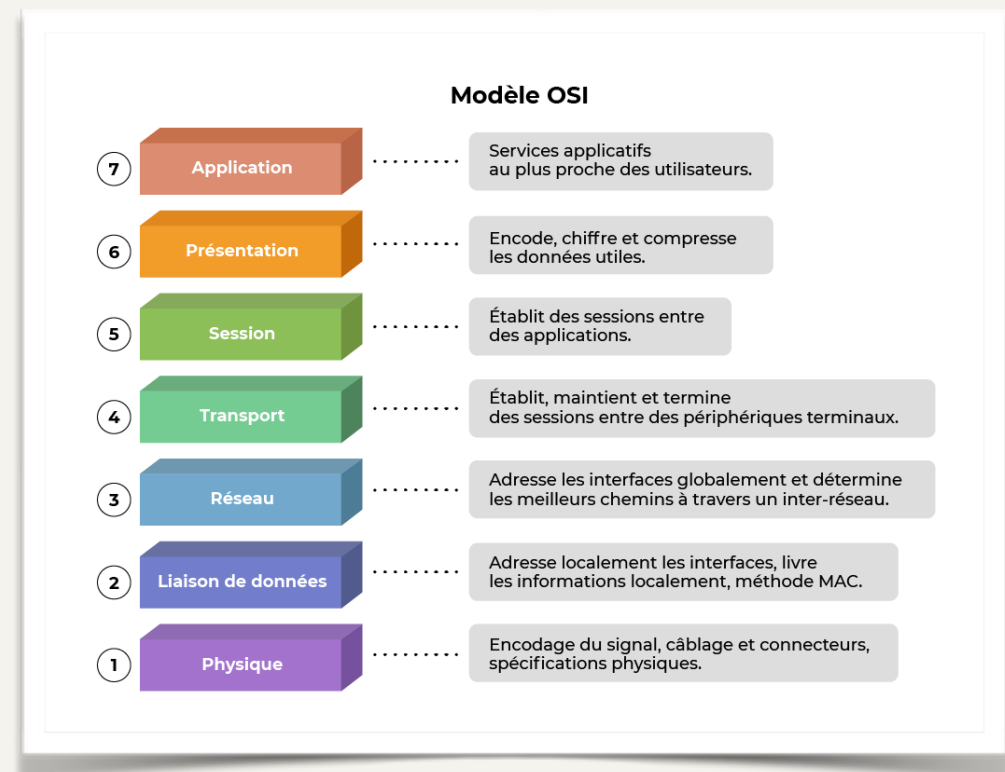 Modèle OSI
7
Application
Services applicatifs
au plus proche des utilisateurs.
6
Présentation
Encode, chiffre et compresse
les données utiles.
5
Session
Établit des sessions entre
des applications.
4
Transport
Établit, maintient et termine
des sessions entre des périphériques terminaux.
3
Réseau
Adresse les interfaces globalement et détermine
les meilleurs chemins à travers un inter-réseau.
2
Liaison de données
Adresse localement les interfaces, livre
les informations localement, méthode MAC.
1
Physique
Encodage du signal, câblage et connecteurs,
spécifications physiques.